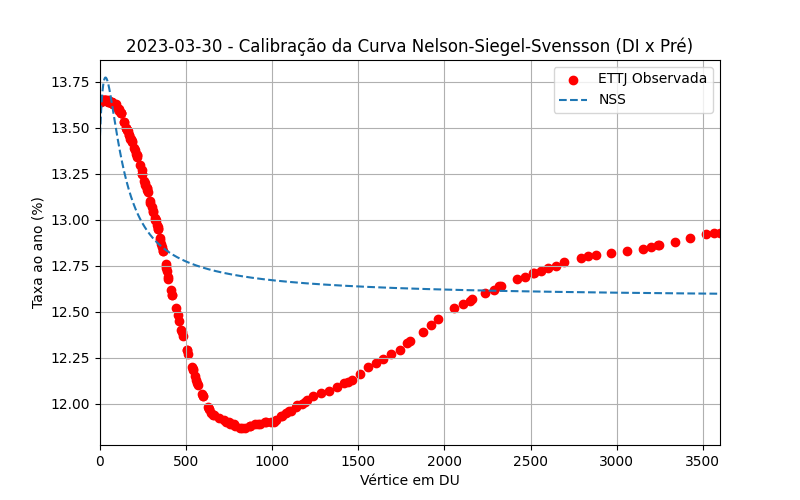 2023-03-30 - Calibração da Curva Nelson-Siegel-Svensson (DI x Pré)
ETTJ Observada
NSS
Taxa ao ano (%)
13.75
13.50
13.25
13.00
12.75
12.50
12.25
12.00
0 500 1000 1500 2000 2500 3000 3500
Vértice em DU